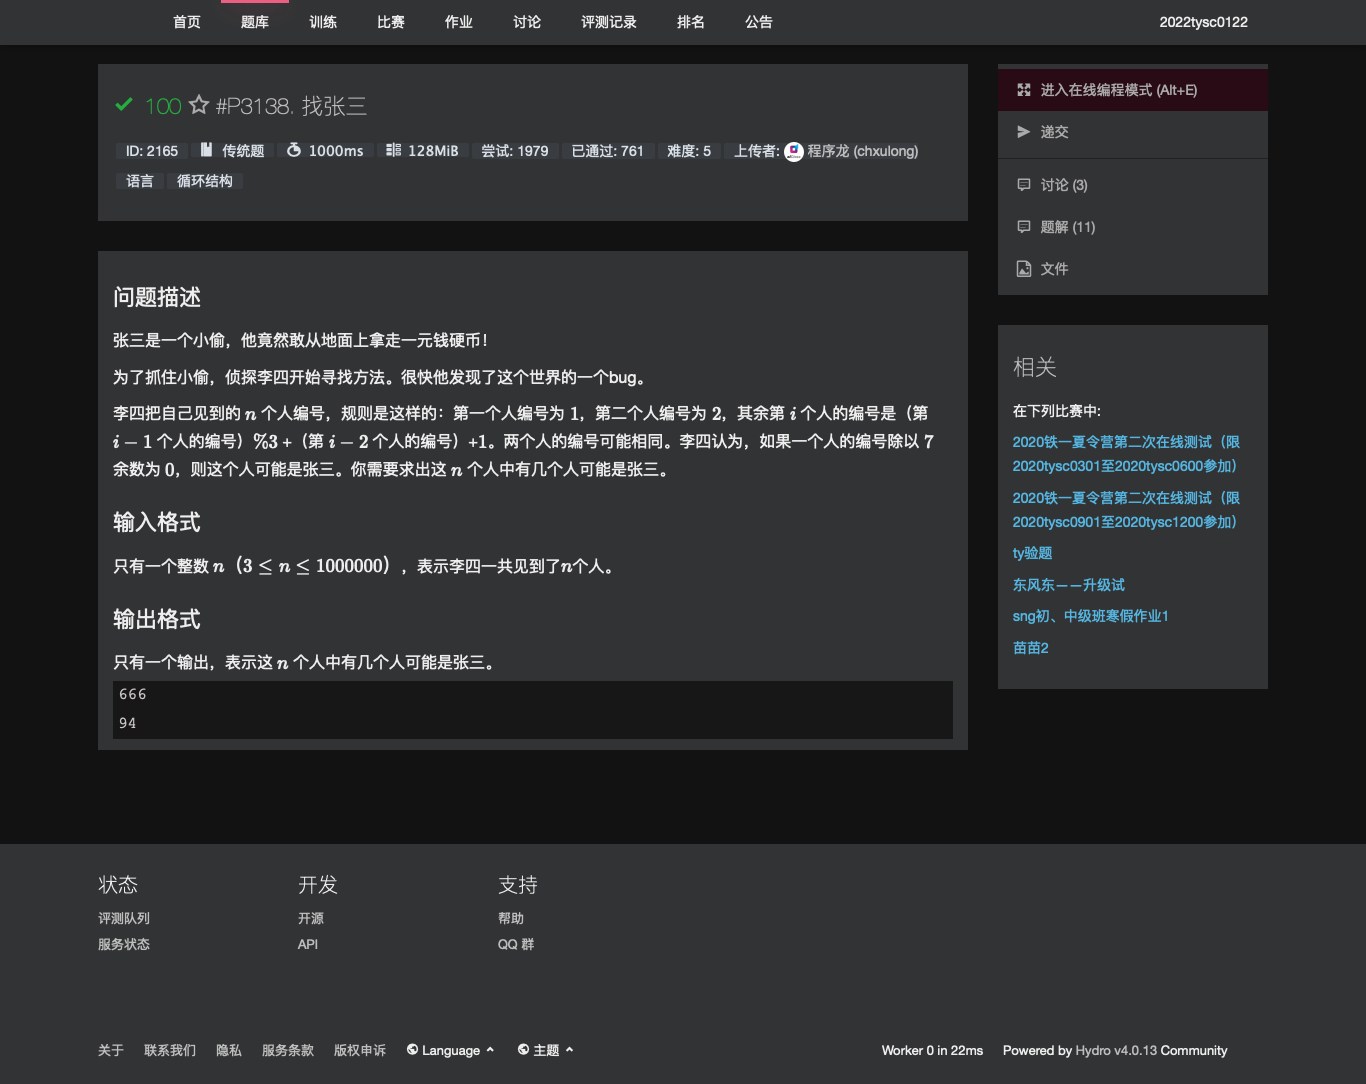 首页 题库 训练 比赛 作业 讨论 评测记录 排名 公告 2022tysc0122
100 #P3138. 找张三
ID: 2165 传统题 1000ms 128MiB 尝试: 1979 已通过: 761 难度: 5 上传者: 程序龙 (chxulong)
语言 循环结构
问题描述
张三是一个小偷，他竟然敢从地面上拿走一元钱硬币！
为了抓住小偷，侦探李四开始寻找方法。很快他发现了这个世界的一个bug。
李四把自己见到的 n 个人编号，规则是这样的：第一个人编号为 1，第二个人编号为 2，其余第 i 个人的编号是（第
i − 1 个人的编号）%3 +（第 i − 2 个人的编号）+1。两个人的编号可能相同。李四认为，如果一个人的编号除以 7
余数为 0，则这个人可能是张三。你需要求出这 n 个人中有几个人可能是张三。
输入格式
只有一个整数 n（3 ≤ n ≤ 1000000），表示李四一共见到了n个人。
输出格式
只有一个输出，表示这 n 个人中有几个人可能是张三。
666
94
进入在线编程模式 (Alt+E)
递交
讨论 (3)
题解 (11)
文件
相关
在下列比赛中:
2020铁一夏令营第二次在线测试（限
2020tysc0301至2020tysc0600参加）
2020铁一夏令营第二次在线测试（限
2020tysc0901至2020tysc1200参加）
ty验题
东风东——升级试
sng初、中级班寒假作业1
苗苗2
状态 开发 支持
评测队列 开源 帮助
服务状态 API QQ 群
关于 联系我们 隐私 服务条款 版权申诉 Language 主题 Worker 0 in 22ms Powered by Hydro v4.0.13 Community